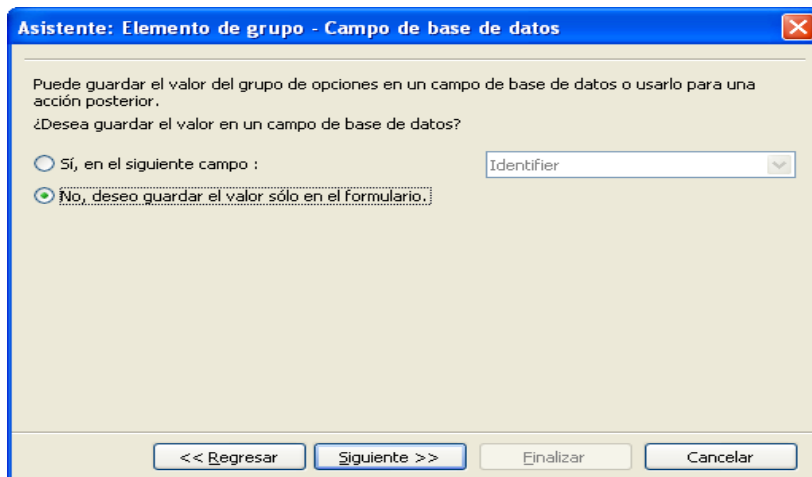 Asistente: Elemento de grupo - Campo de base de datos
Puede guardar el valor del grupo de opciones en un campo de base de datos o usarlo para una
acción posterior.
¿Desea guardar el valor en un campo de base de datos?
Sí, en el siguiente campo :
Identifier
No, deseo guardar el valor sólo en el formulario.
<< Regresar
Siguiente >>
Finalizar
Cancelar